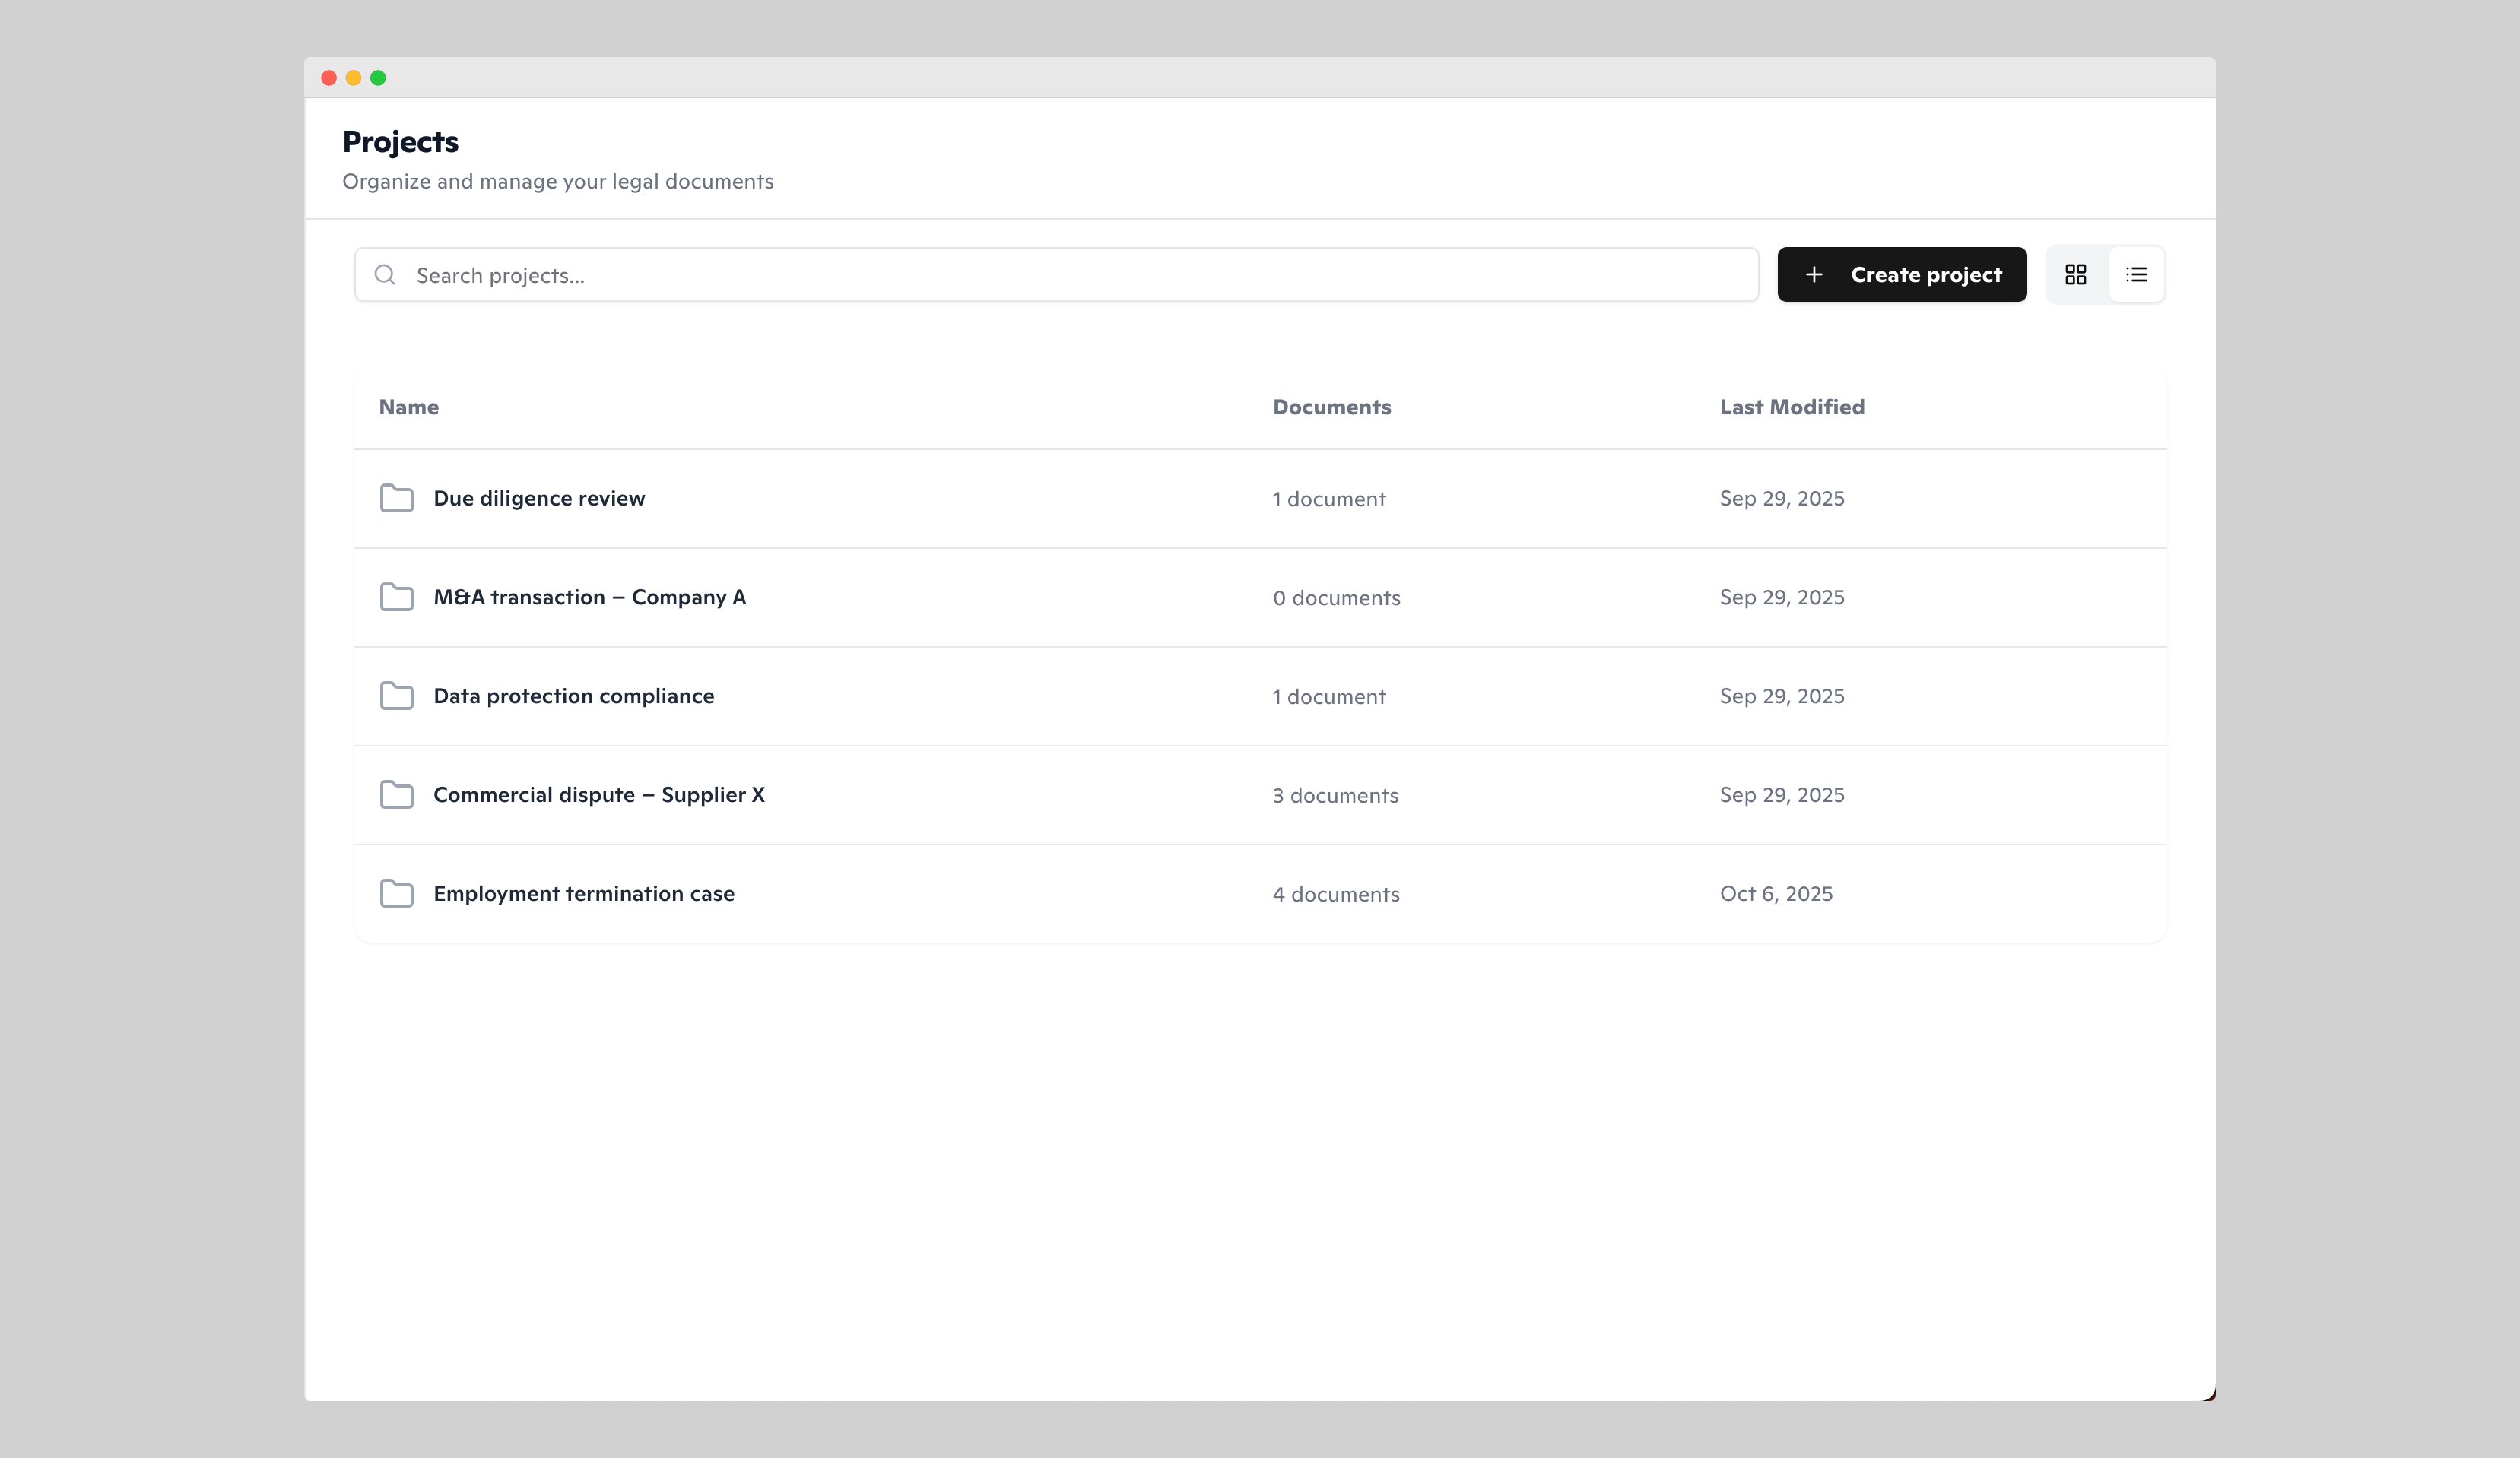 Projects
Organize and manage your legal documents
Search projects...
Create project
Name Documents Last Modified
Due diligence review 1 document Sep 29, 2025
M&A transaction – Company A 0 documents Sep 29, 2025
Data protection compliance 1 document Sep 29, 2025
Commercial dispute – Supplier X 3 documents Sep 29, 2025
Employment termination case 4 documents Oct 6, 2025